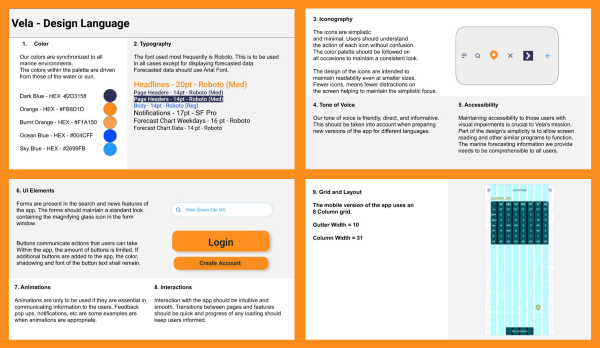 Vela - Design Language
1. Color
Our colors are synchronized to all
marine environments.
The colors within the palette are driven
from those of the water or sun.
Dark Blue - HEX -#2D3158
Orange - HEX -#FB8D1D
Burnt Orange - HEX -#F1A150
Ocean Blue - HEX -#004CFF
Sky Blue - HEX -#2699FB
2. Typography
The font used most frequently is Roboto. This is to be used
in all cases except for displaying forecasted data.
Forecasted data should use Arial Font.
Headlines - 20pt - Roboto (Med)
Page Headers - 14pt - Roboto (Med)
Page Headers - 14pt - Roboto (Med)
Body - 14pt - Roboto (Reg)
Notifications - 17pt - SF Pro
Forecast Chart Weekdays - 16 pt - Roboto
Forecast Chart Data - 14 pt - Roboto
3. Iconography
The icons are simplistic
and minimal. Users should understand
the action of each icon without confusion.
The color palette should be followed on
all occasions to maintain a consistent look.
The design of the icons are intended to
maintain readability even at smaller sizes.
Fewer icons, means fewer distractions on
the screen helping to maintain the simplistic focus.
4. Tone of Voice
Our tone of voice is friendly, direct, and informative.
This should be taken into account when preparing
new versions of the app for different languages.
5. Accessibility
Maintaining accessibility to those users with
visual impairments is crucial to Vela's mission.
Part of the design's simplicity is to allow screen
reading and other similar programs to function.
The marine forecasting information we provide
needs to be comprehensible to all users.
6. UI Elements
Forms are present in the search and news features of
the app. The forms should maintain a standard look
containing the magnifying glass icon in the form
window.
West Ocean City, MD
Buttons communicate actions that users can take.
Within the app, the amount of buttons is limited. If
additional buttons are added to the app, the color,
shadowing and font of the button text shall remain.
Login
Create Account
7. Animations
Animations are only to be used if they are essential in
communicating information to the users. Feedback
pop ups, notifications, etc are some examples are
when animations are appropriate.
8. Interactions
Interaction with the app should be intuitive and
smooth. Transitions between pages and features
should be quick and progress of any loading should
keep users informed.
9. Grid and Layout
The mobile version of the app uses an
8 Column grid.
Gutter Width = 10
Column Width = 31